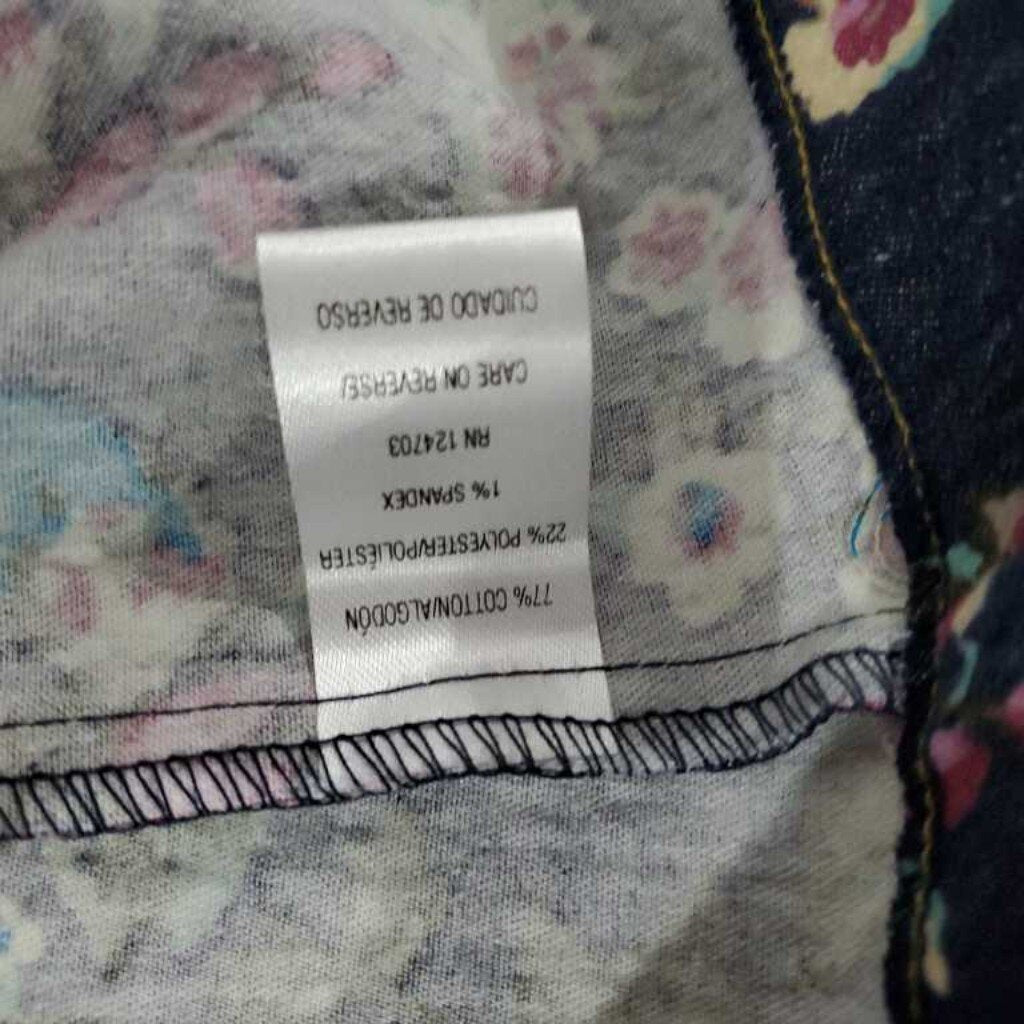 77% COTTON/ALGODÓN
22% POLYESTER/POLIÉSTER
1% SPANDEX
RN 124703
CARE ON REVERSE/
CUIDADO DE REVERSO